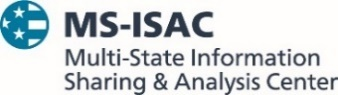 MS-ISAC
Multi-State Information
Sharing & Analysis Center